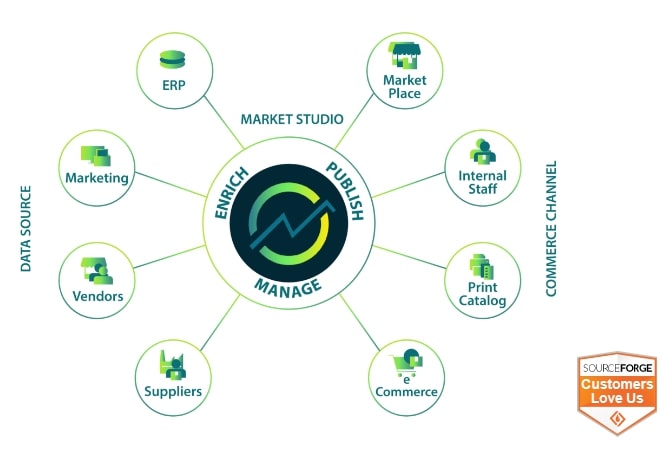 ERP
Market
Place
MARKET STUDIO
Marketing
Internal
Staff
ENRICH
PUBLISH
MANAGE
DATA SOURCE
COMMERCE CHANNEL
Vendors
Print
Catalog
Suppliers
e
Commerce
SOURCEFORGE
Customers
Love Us